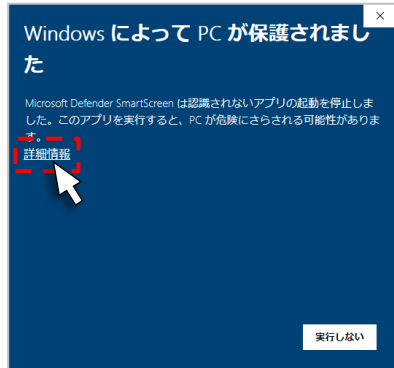 Windows によって PC が保護されまし
た
Microsoft Defender SmartScreen は認識されないアプリの起動を停止しま
した。このアプリを実行すると、PC が危険にさらされる可能性がありま
す。
詳細情報
実行しない